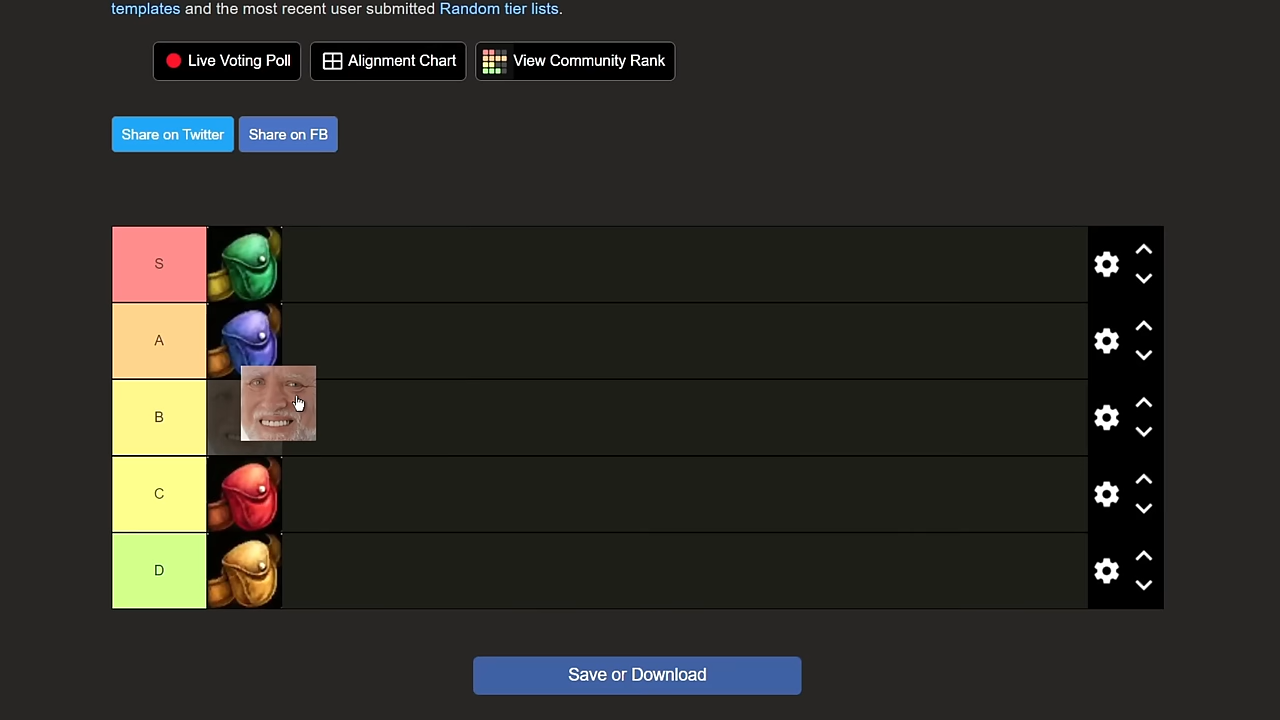 templates and the most recent user submitted Random tier lists.
Live Voting Poll
Alignment Chart
View Community Rank
Share on Twitter
Share on FB
S
A
B
C
D
Save or Download